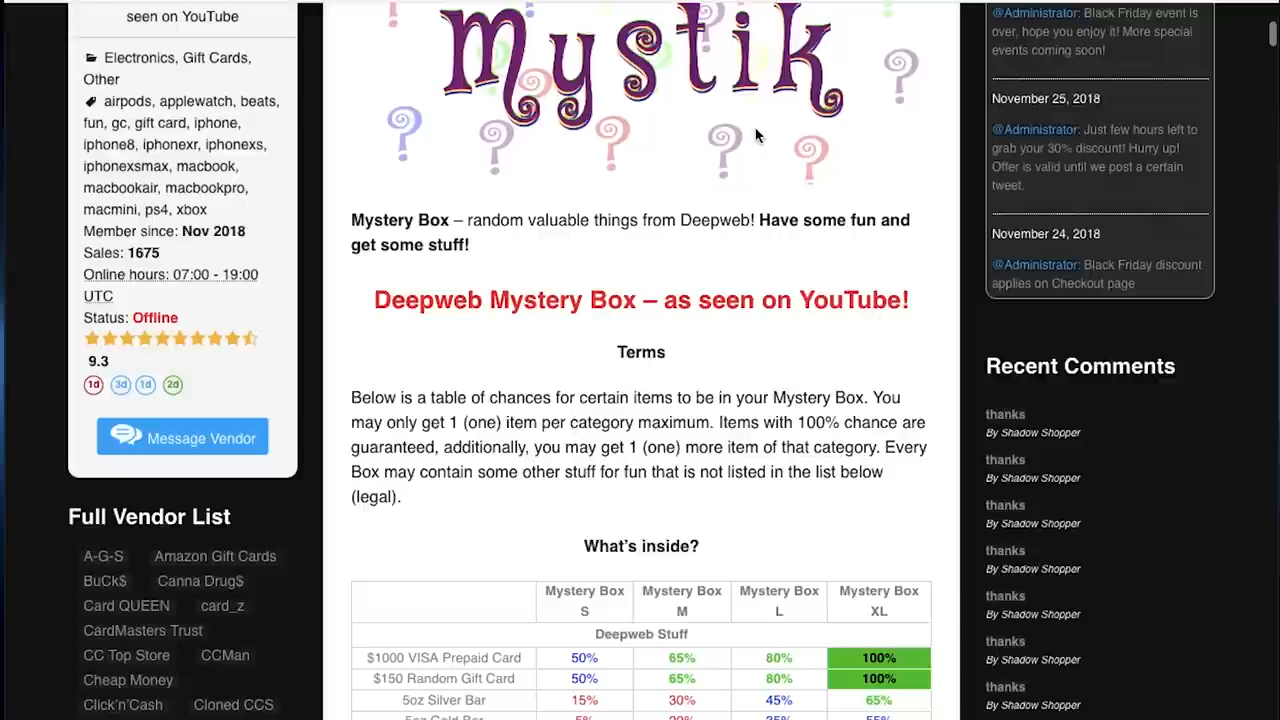 seen on YouTube
Electronics, Gift Cards,
Other
airpods, applewatch, beats,
fun, gc, gift card, iphone,
iphone8, iphonexr, iphonexs,
iphonexsmax, macbook,
macbookair, macbookpro,
macmini, ps4, xbox
Member since: Nov 2018
Sales: 1675
Online hours: 07:00 - 19:00
UTC
Status: Offline
9.3
1d 3d 1d 2d
Message Vendor
Full Vendor List
A-G-S Amazon Gift Cards
BuCk$ Canna Drug$
Card QUEEN card_z
CardMasters Trust
CC Top Store CCMan
Cheap Money
Click'n'Cash Cloned CCS
Mystik
? ? ? ? ? ?
Mystery Box – random valuable things from Deepweb! Have some fun and
get some stuff!
Deepweb Mystery Box – as seen on YouTube!
Terms
Below is a table of chances for certain items to be in your Mystery Box. You
may only get 1 (one) item per category maximum. Items with 100% chance are
guaranteed, additionally, you may get 1 (one) more item of that category. Every
Box may contain some other stuff for fun that is not listed in the list below
(legal).
What's inside?
Mystery Box S Mystery Box M Mystery Box L Mystery Box XL
Deepweb Stuff
$1000 VISA Prepaid Card 50% 65% 80% 100%
$150 Random Gift Card 50% 65% 80% 100%
5oz Silver Bar 15% 30% 45% 65%
5oz Gold Bar 5% 20% 35% 55%
@Administrator: Black Friday event is
over, hope you enjoy it! More special
events coming soon!
November 25, 2018
@Administrator: Just few hours left to
grab your 30% discount! Hurry up!
Offer is valid until we post a certain
tweet.
November 24, 2018
@Administrator: Black Friday discount
applies on Checkout page
Recent Comments
thanks
By Shadow Shopper
thanks
By Shadow Shopper
thanks
By Shadow Shopper
thanks
By Shadow Shopper
thanks
By Shadow Shopper
thanks
By Shadow Shopper
thanks
By Shadow Shopper